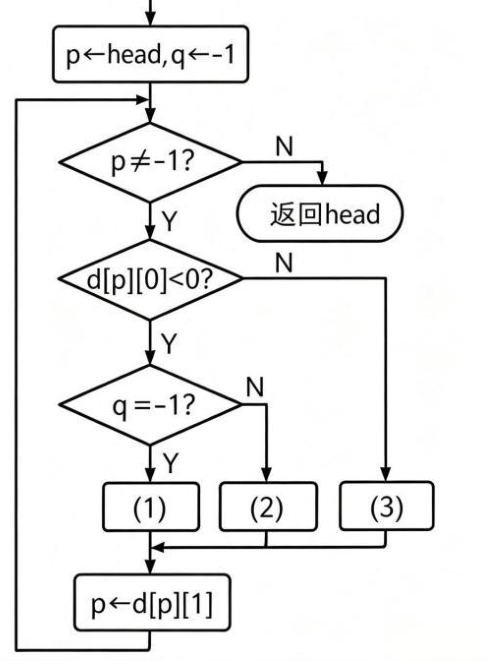 p←head,q←-1
p≠-1?
N
返回head
Y
d[p][0]<0?
N
Y
q=-1?
N
Y
(1)
(2)
(3)
p←d[p][1]